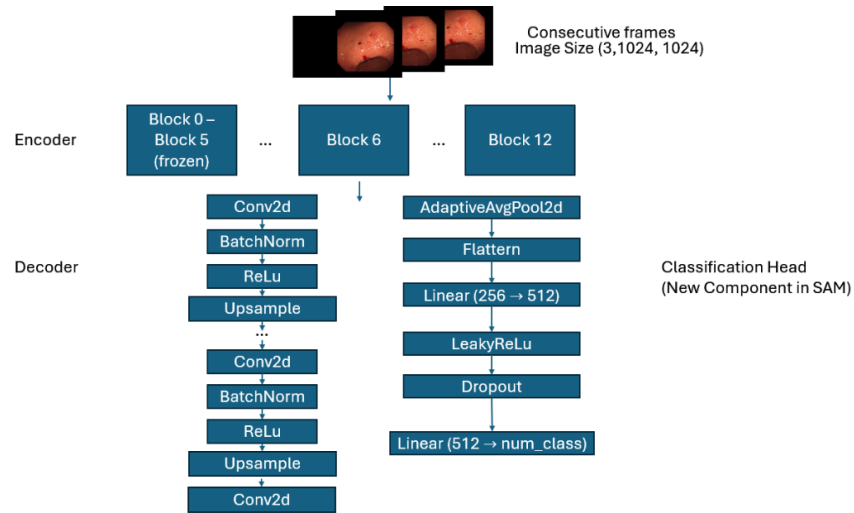 Consecutive frames
Image Size (3,1024, 1024)
Encoder
Block 0 –
Block 5
(frozen)
...
Block 6
...
Block 12
Decoder
Conv2d
BatchNorm
ReLu
Upsample
...
Conv2d
BatchNorm
ReLu
Upsample
Conv2d
AdaptiveAvgPool2d
Flattern
Linear (256 → 512)
LeakyReLu
Dropout
Linear (512 → num_class)
Classification Head
(New Component in SAM)